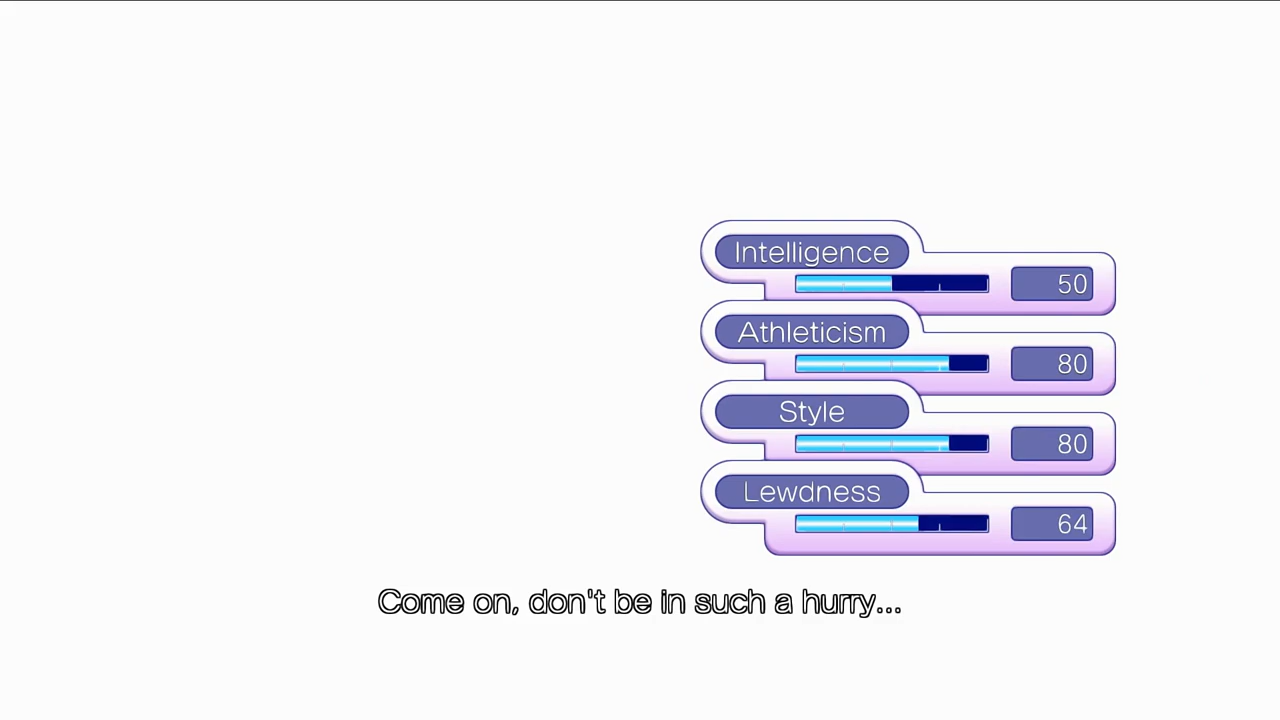 Intelligence
50
Athleticism
80
Style
80
Lewdness
64
Come on, don't be in such a hurry...